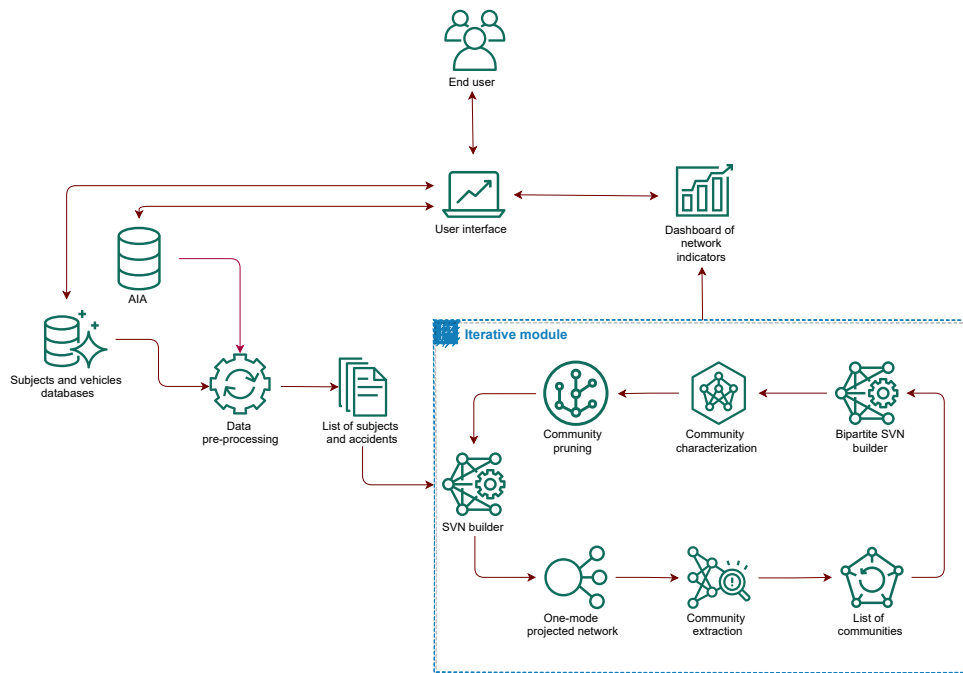 End user
User interface
Dashboard of
network
indicators
AIA
Subjects and vehicles
databases
Data
pre-processing
List of subjects
and accidents
Iterative module
Community
pruning
Community
characterization
Bipartite SVN
builder
SVN builder
One-mode
projected network
Community
extraction
List of
communities